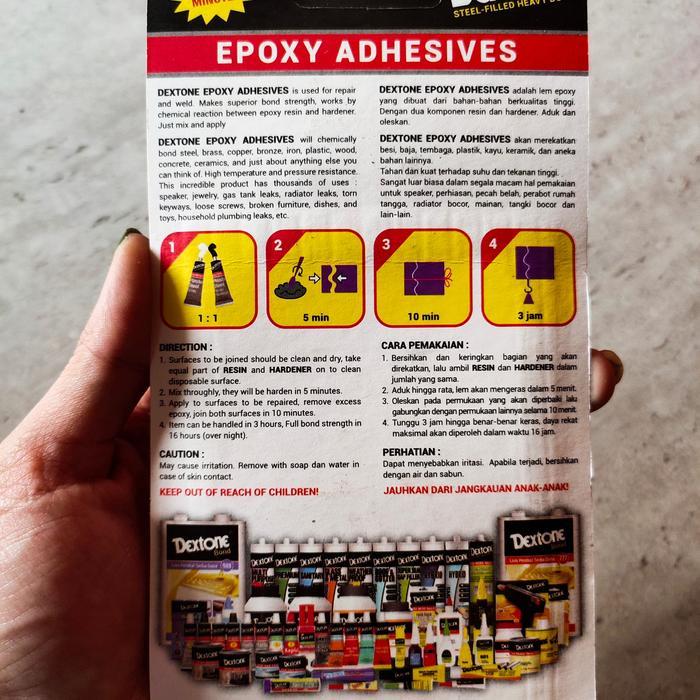 MINUTE
STEEL-FILLED HEAVY
EPOXY ADHESIVES
DEXTONE EPOXY ADHESIVES is used for repair
and weld. Makes superior bond strength, works by
chemical reaction between epoxy resin and hardener.
Just mix and apply
DEXTONE EPOXY ADHESIVES will chemically
bond steel, brass, copper, bronze, iron, plastic, wood,
concrete, ceramics, and just about anything else you
can think of. High temperature and pressure resistance.
This incredible product has thousands of uses :
speaker, jewelry, gas tank leaks, radiator leaks, torn
keyways, loose screws, broken furniture, dishes, and
toys, household plumbing leaks, etc.
DEXTONE EPOXY ADHESIVES adalah lem epoxy
yang dibuat dari bahan-bahan berkualitas tinggi.
Dengan dua komponen resin dan hardener. Aduk dan
oleskan.
DEXTONE EPOXY ADHESIVES akan merekatkan
besi, baja, tembaga, plastik, kayu, keramik, dan aneka
bahan lainnya.
Tahan dan kuat terhadap suhu dan tekanan tinggi.
Sangat luar biasa dalam segala macam hal pemakaian
untuk speaker, perhiasan, pecah belah, perabot rumah
tangga, radiator bocor, mainan, tangki bocor dan
lain-lain.
1
1 : 1
2
5 min
3
10 min
4
3 jam
DIRECTION :
1. Surfaces to be joined should be clean and dry, take
equal part of RESIN and HARDENER on to clean
disposable surface.
2. Mix throughly, they will be harden in 5 minutes.
3. Apply to surfaces to be repaired, remove excess
epoxy, join both surfaces in 10 minutes.
4. Item can be handled in 3 hours, Full bond strength in
16 hours (over night).
CAUTION :
May cause irritation. Remove with soap dan water in
case of skin contact.
KEEP OUT OF REACH OF CHILDREN!
CARA PEMAKAIAN :
1. Bersihkan dan keringkan bagian yang akan
direkatkan, lalu ambil RESIN dan HARDENER dalam
jumlah yang sama.
2. Aduk hingga rata, lem akan mengeras dalam 5 menit.
3. Oleskan pada permukaan yang akan diperbaiki lalu
gabungkan dengan permukaan lainnya selama 10 menit.
4. Tunggu 3 jam hingga benar-benar keras, daya rekat
maksimal akan diperoleh dalam waktu 16 jam.
PERHATIAN :
Dapat menyebabkan iritasi. Apabila terjadi, bersihkan
dengan air dan sabun.
JAUHKAN DARI JANGKAUAN ANAK-ANAK!
DEXTONE
Bond
DEXTONE